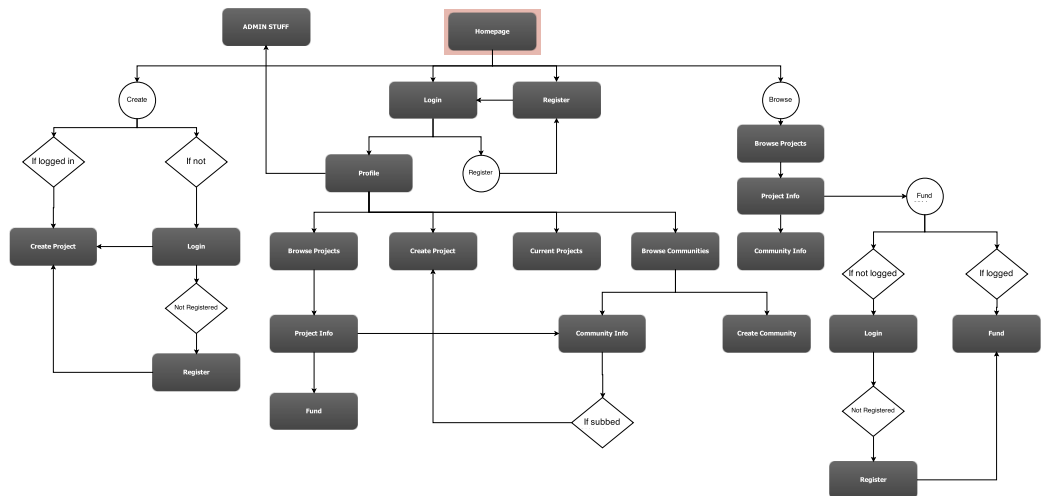 ADMIN STUFF
Homepage
Create
Login
Register
Browse
Browse Projects
If logged in
If not
Profile
Register
Project Info
Fund
Create Project
Login
Browse Projects
Create Project
Current Projects
Browse Communities
Community Info
If not logged
If logged
Not Registered
Project Info
Community Info
Create Community
Login
Fund
Register
Fund
If subbed
Not Registered
Register